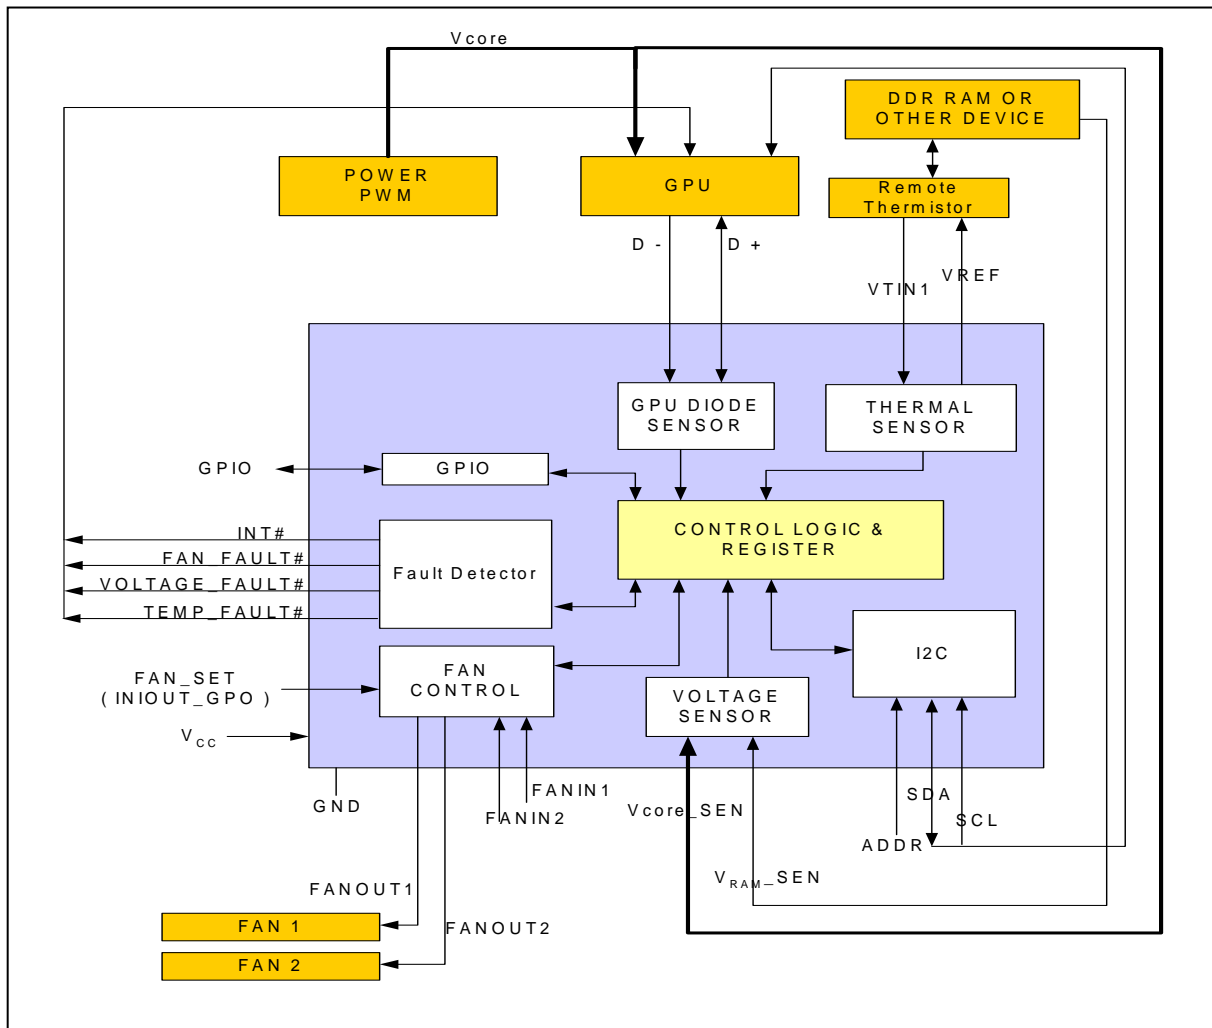 Vcore
DDR RAM OR
OTHER DEVICE
POWER
PWM
GPU
Remote
Thermistor
D -
D +
VTIN1
VREF
GPU DIODE
SENSOR
THERMAL
SENSOR
GPIO
GPIO
CONTROL LOGIC &
REGISTER
INT#
FAN_FAULT#
VOLTAGE_FAULT#
TEMP_FAULT#
Fault Detector
I2C
FAN_SET
( INIOUT_GPO )
FAN
CONTROL
VOLTAGE
SENSOR
VCC
GND
FANIN1
FANIN2
Vcore_SEN
SDA
SCL
ADDR
VRAM_SEN
FANOUT1
FANOUT2
FAN 1
FAN 2